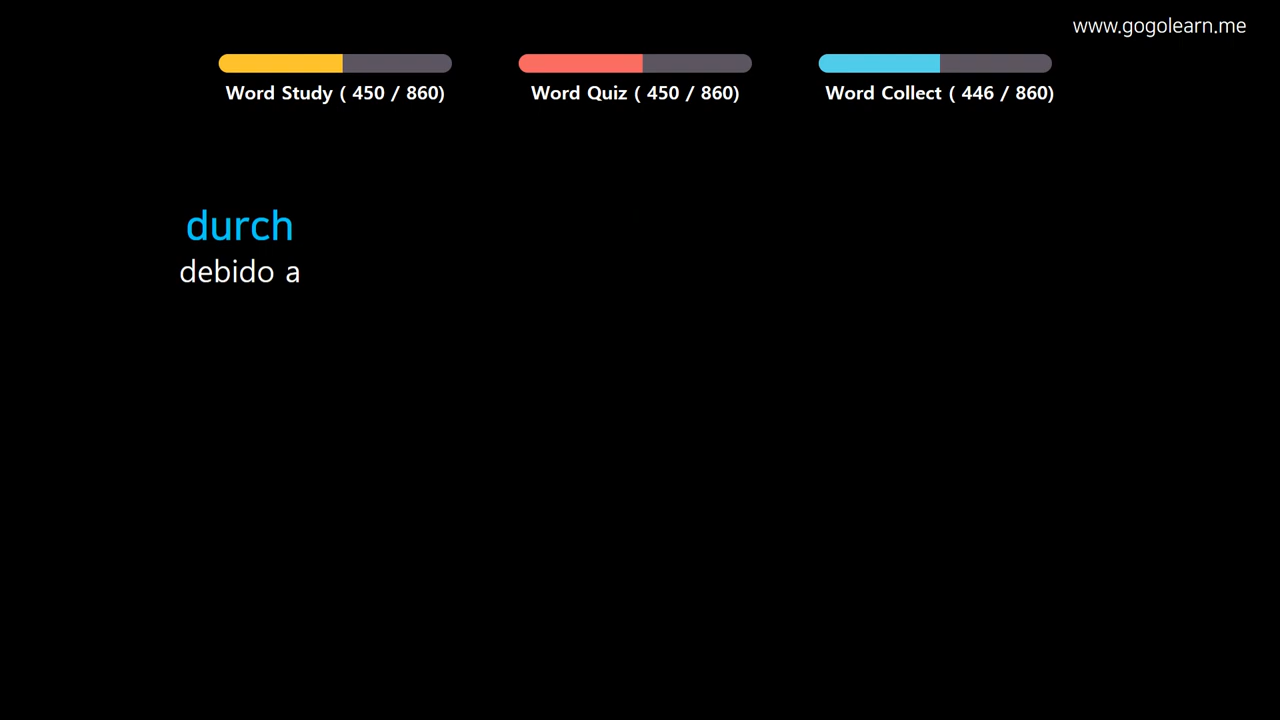 www.gogolearn.me
Word Study ( 450 / 860)
Word Quiz ( 450 / 860)
Word Collect ( 446 / 860)
durch
debido a